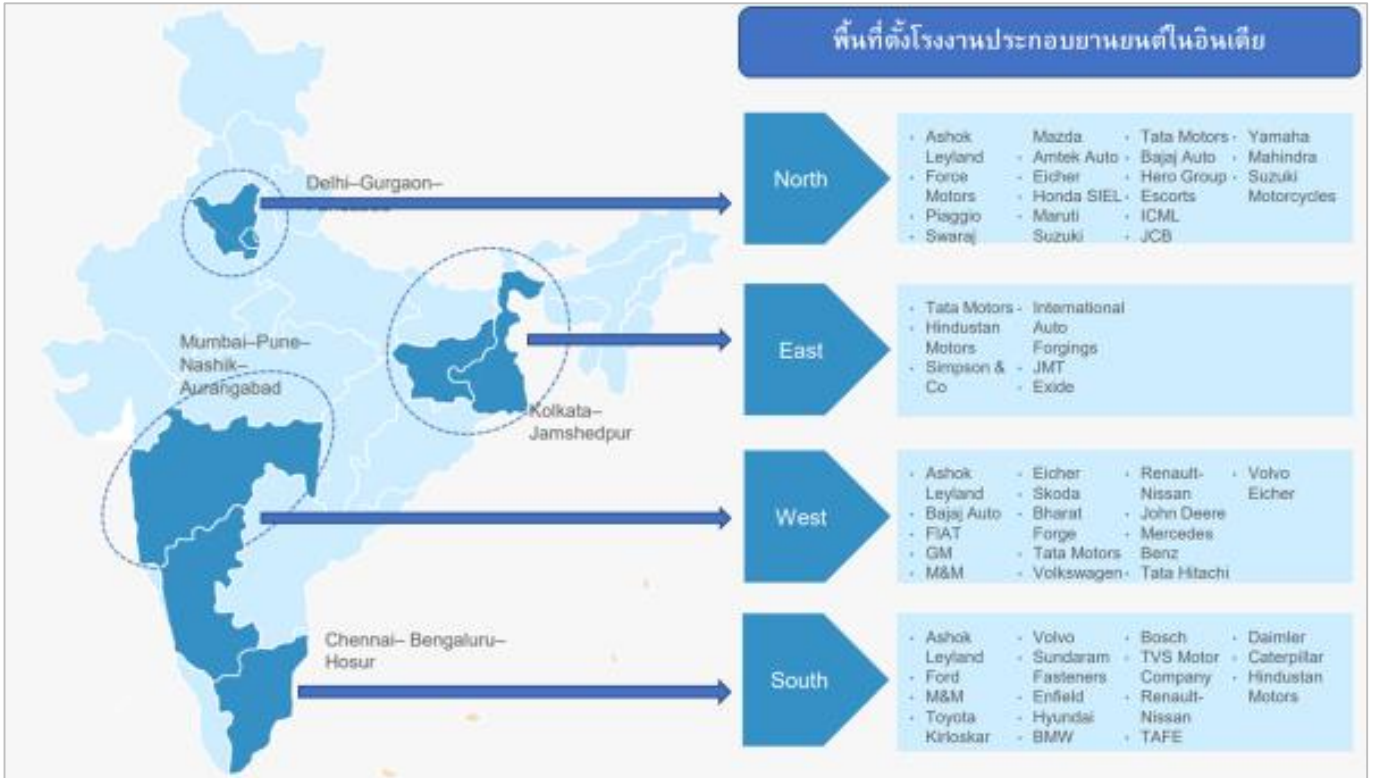 พื้นที่ตั้งโรงงานประกอบยานยนต์ในอินเดีย
Delhi–Gurgaon–
North
· Ashok
Leyland
· Force
Motors
· Piaggio
· Swaraj
Mazda
· Amtek Auto
· Eicher
· Honda SIEL
· Maruti
Suzuki
· Tata Motors
· Bajaj Auto
· Hero Group
· Escorts
· ICML
· JCB
· Yamaha
· Mahindra
· Suzuki
Motorcycles
Kolkata–
Jamshedpur
East
· Tata Motors
· Hindustan
Motors
· Simpson &
Co
· International
Auto
Forgings
· JMT
· Exide
Mumbai–Pune–
Nashik–
Aurangabad
West
· Ashok
Leyland
· Bajaj Auto
· FIAT
· GM
· M&M
· Eicher
· Skoda
· Bharat
Forge
· Tata Motors
· Volkswagen
· Renault-
Nissan
· John Deere
· Mercedes
Benz
· Tata Hitachi
· Volvo
Eicher
Chennai– Bengaluru–
Hosur
South
· Ashok
Leyland
· Ford
· M&M
· Toyota
Kirloskar
· Volvo
· Sundaram
Fasteners
· Enfield
· Hyundai
· BMW
· Bosch
· TVS Motor
Company
· Renault-
Nissan
· TAFE
· Daimler
· Caterpillar
· Hindustan
Motors